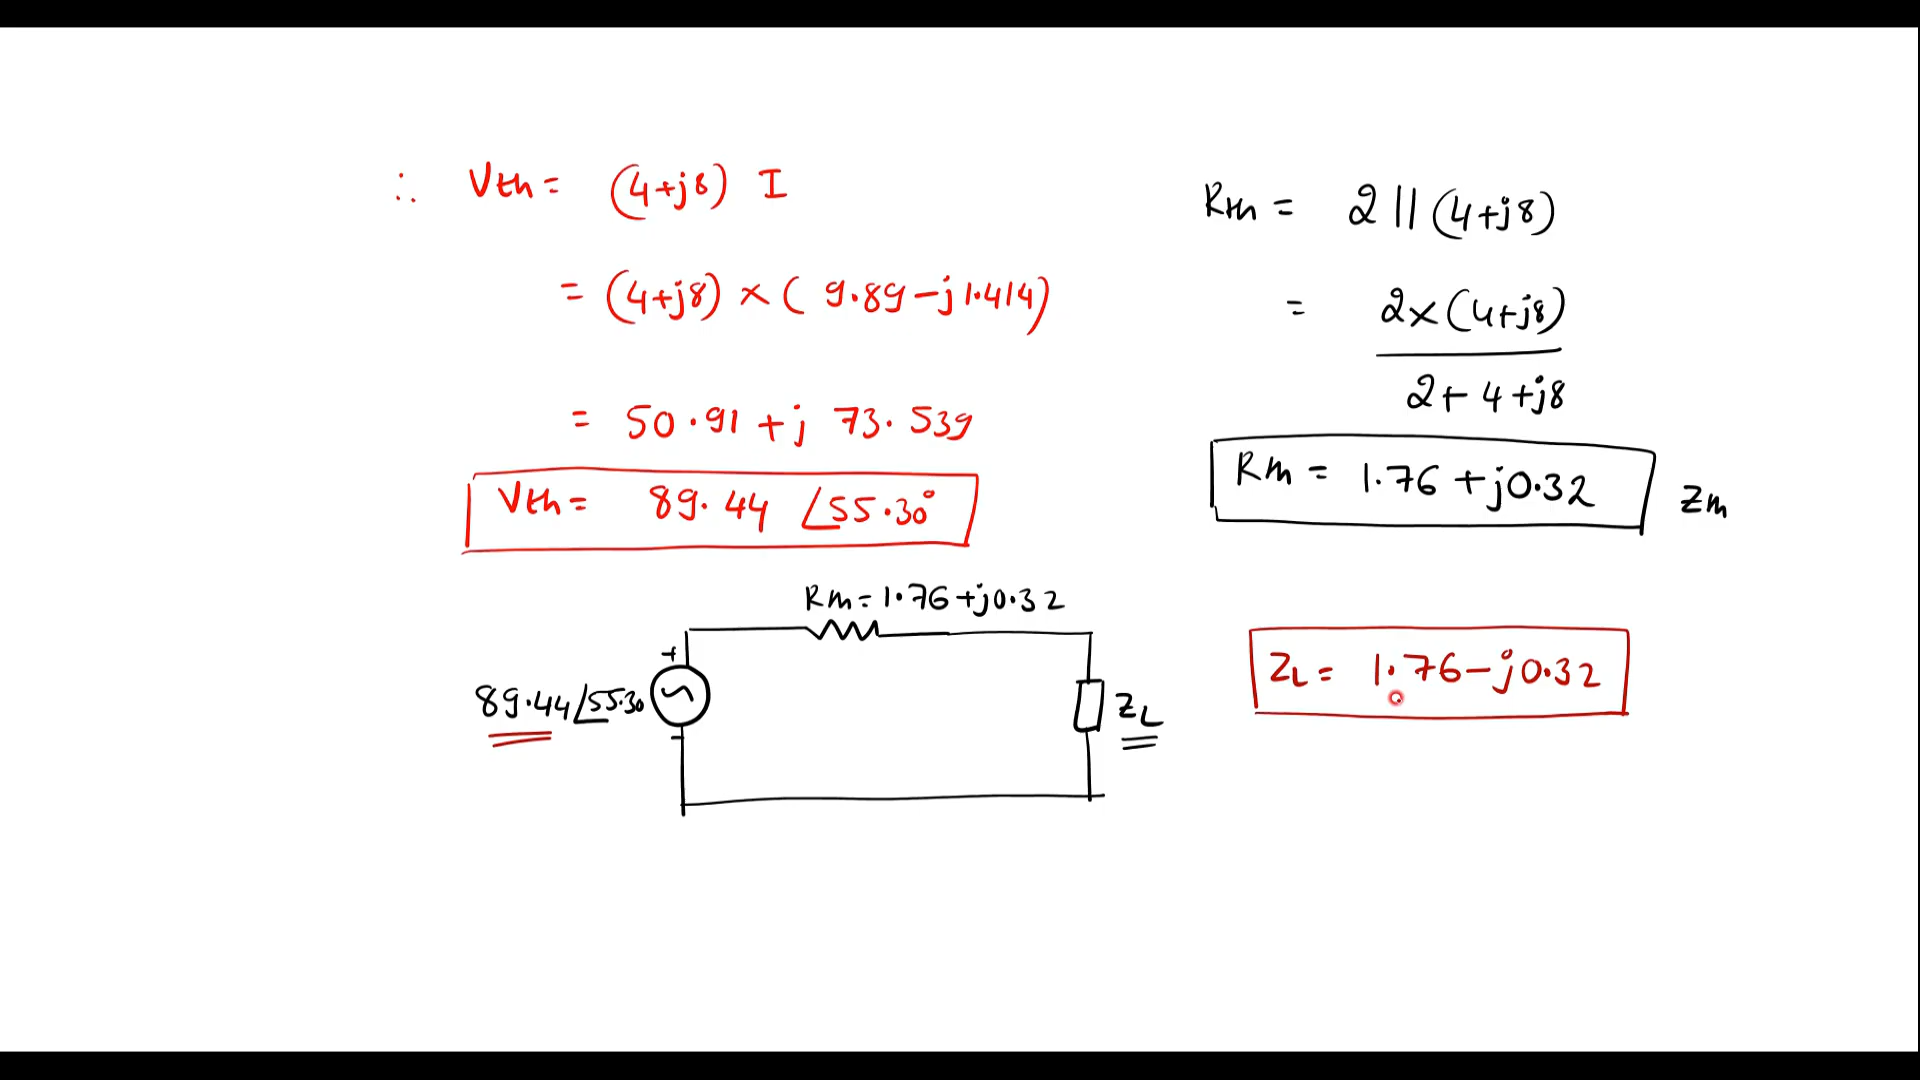 ∴ Vth = (4+j8) I
= (4+j8) × ( 9.89-j1.414)
= 50.91 + j 73.539
Vth = 89.44 ∠55.30°
Rth = 2 || (4+j8)
= 2×(4+j8)
2+ 4 +j8
Rth = 1.76 + j0.32
Zth
Rth = 1.76+j0.32
+
89.44∠55.30
-
ZL
ZL = 1.76-j0.32